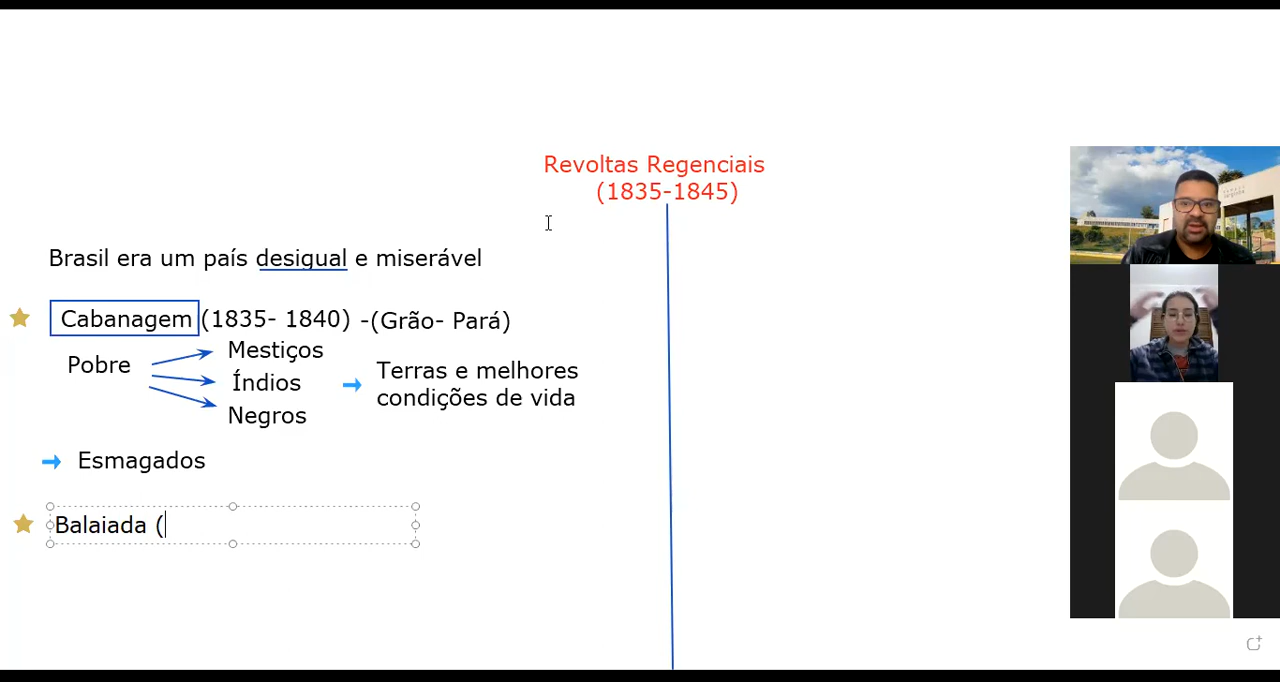 Revoltas Regenciais
(1835-1845)
Brasil era um país desigual e miserável
Cabanagem (1835- 1840) -(Grão- Pará)
Pobre
Mestiços
Índios
Negros
Terras e melhores
condições de vida
Esmagados
Balaiada (